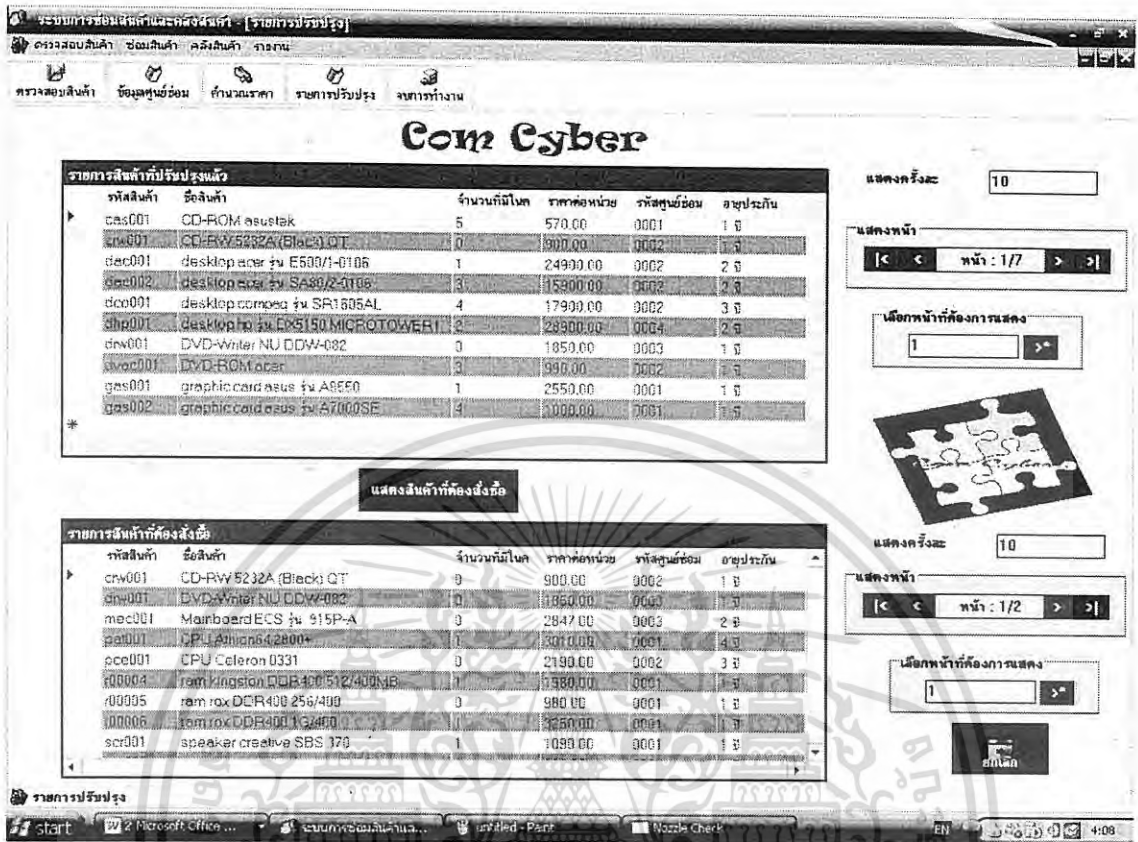 ระบบการซ่อมสินค้าและคลังสินค้า - [รายการปรับปรุง]
ตรวจสอบสินค้า ซ่อมสินค้า คลังสินค้า รายงาน
ตรวจสอบสินค้า ข้อมูลศูนย์ซ่อม คำนวณราคา รายการปรับปรุง จบการทำงาน
Com Cyber
รายการสินค้าที่ปรับปรุงแล้ว
รหัสสินค้า ชื่อสินค้า จำนวนที่มีในค ราคาต่อหน่วย รหัสศูนย์ซ่อม อายุประกัน
cas001 CD-ROM asustek 5 570.00 0001 1 ปี
crw001 CD-RW 5232A (Black) QT 0 900.00 0002 1 ปี
dac001 desktop acer รุ่น E500/1-0106 1 24900.00 0002 2 ปี
dac002 desktop acer รุ่น SA80/2-0106 3 15900.00 0002 2 ปี
dco001 desktop compaq รุ่น SR1605AL 4 17900.00 0002 3 ปี
dhp001 desktop hp รุ่น DX5150 MICROTOWER1 2 28900.00 0004 2 ปี
drw001 DVD-Writer NU DDW-082 0 1850.00 0003 1 ปี
dvac001 DVD-ROM acer 3 990.00 0002 1 ปี
gas001 graphic card asus รุ่น A9550 1 2550.00 0001 1 ปี
gas002 graphic card asus รุ่น A7000SE 4 0001 1 ปี
แสดงครั้งละ 10
แสดงหน้า
|< < หน้า : 1/7 > >|
เลือกหน้าที่ต้องการแสดง
1 >*
แสดงสินค้าที่ต้องสั่งซื้อ
รายการสินค้าที่ต้องสั่งซื้อ
รหัสสินค้า ชื่อสินค้า จำนวนที่มีในค ราคาต่อหน่วย รหัสศูนย์ซ่อม อายุประกัน
crw001 CD-RW 5232A (Black) QT 0 900.00 0002 1 ปี
drw001 DVD-Writer NU DDW-082 0 1850.00 0003 1 ปี
mec001 Mainboard ECS รุ่น 915P-A 0 2847.00 0003 2 ปี
pat001 CPU Athlon64 2800+ 3010.00 0001 4 ปี
pce001 CPU Celeron 0331 0 2190.00 0002 3 ปี
r00004 ram kingston DDR400 512/400MB 1 1580.00 0001
r00005 ram rox DDR400 256/400 0 980.00 0001 1 ปี
r00006 ram rox DDR400 1G/400 3250.00 0001 1 ปี
scr001 speaker creative SBS 370 1 1090.00 0001 1 ปี
แสดงครั้งละ 10
แสดงหน้า
|< < หน้า : 1/2 > >|
เลือกหน้าที่ต้องการแสดง
1 >*
ยกเลิก
รายการปรับปรุง
start 2 Microsoft Office ... ระบบการซ่อมสินค้าแล... untitled - Paint Nozzle Check EN 4:08